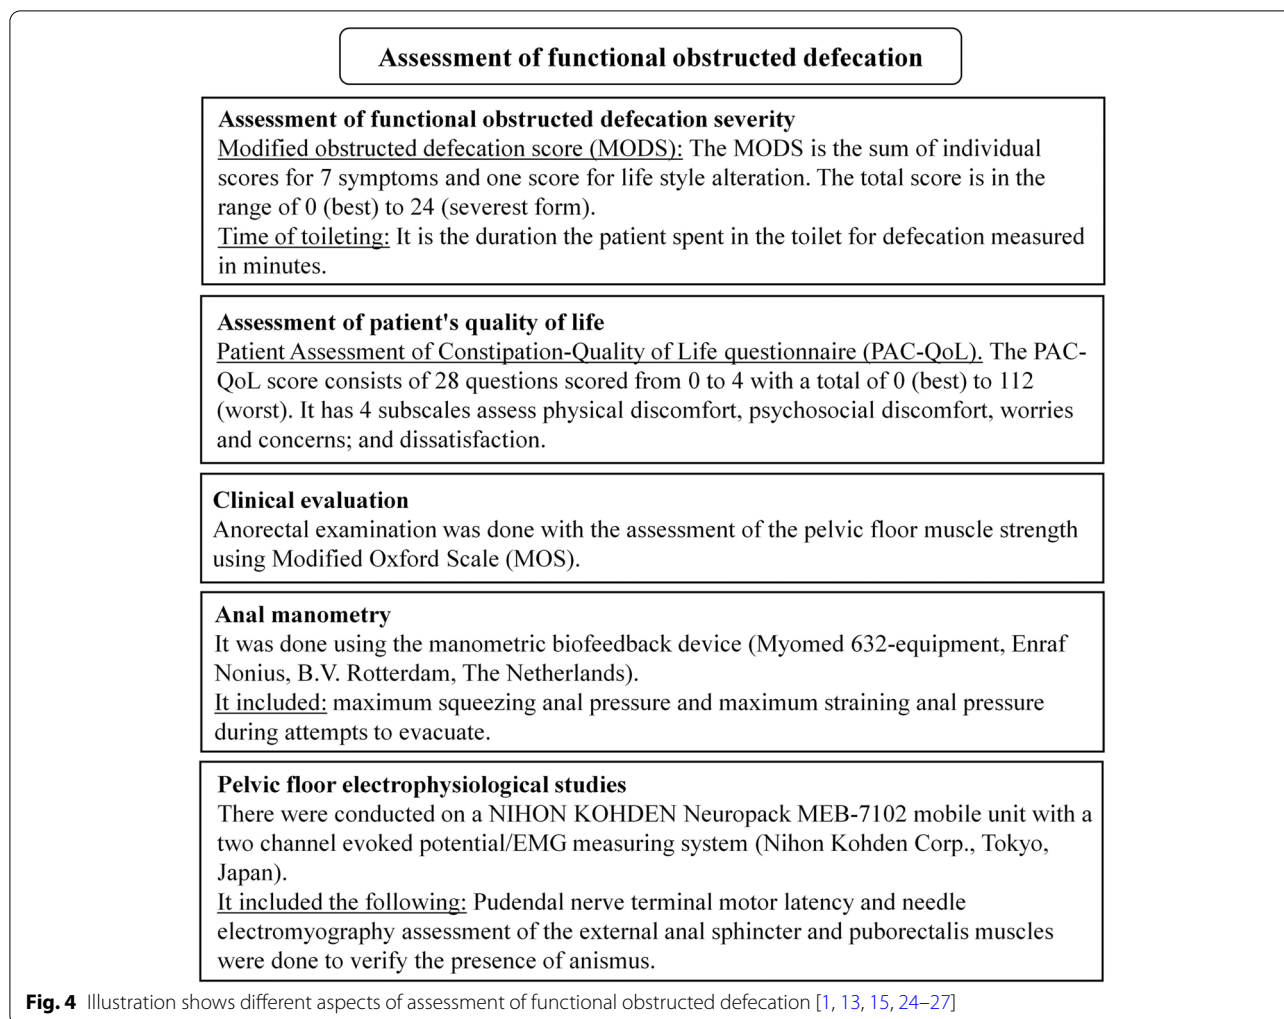 Assessment of functional obstructed defecation
Assessment of functional obstructed defecation severity
Modified obstructed defecation score (MODS): The MODS is the sum of individual
scores for 7 symptoms and one score for life style alteration. The total score is in the
range of 0 (best) to 24 (severest form).
Time of toileting: It is the duration the patient spent in the toilet for defecation measured
in minutes.
Assessment of patient's quality of life
Patient Assessment of Constipation-Quality of Life questionnaire (PAC-QoL). The PAC-
QoL score consists of 28 questions scored from 0 to 4 with a total of 0 (best) to 112
(worst). It has 4 subscales assess physical discomfort, psychosocial discomfort, worries
and concerns; and dissatisfaction.
Clinical evaluation
Anorectal examination was done with the assessment of the pelvic floor muscle strength
using Modified Oxford Scale (MOS).
Anal manometry
It was done using the manometric biofeedback device (Myomed 632-equipment, Enraf
Nonius, B.V. Rotterdam, The Netherlands).
It included: maximum squeezing anal pressure and maximum straining anal pressure
during attempts to evacuate.
Pelvic floor electrophysiological studies
There were conducted on a NIHON KOHDEN Neuropack MEB-7102 mobile unit with a
two channel evoked potential/EMG measuring system (Nihon Kohden Corp., Tokyo,
Japan).
It included the following: Pudendal nerve terminal motor latency and needle
electromyography assessment of the external anal sphincter and puborectalis muscles
were done to verify the presence of anismus.
Fig. 4 Illustration shows different aspects of assessment of functional obstructed defecation [1, 13, 15, 24–27]